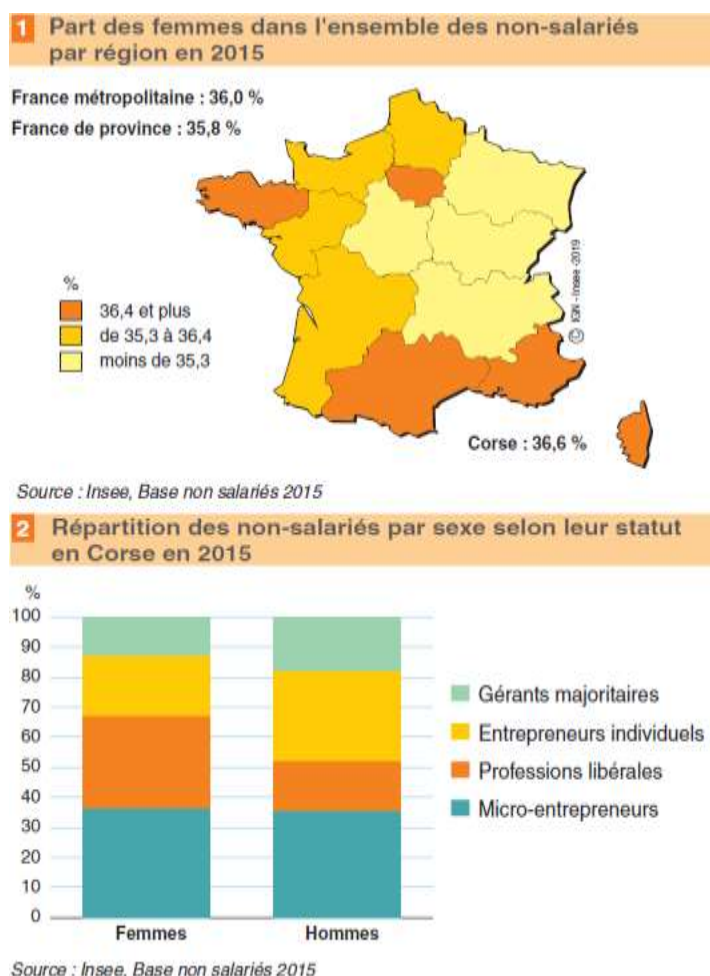 1 Part des femmes dans l'ensemble des non-salariés
par région en 2015
France métropolitaine : 36,0 %
France de province : 35,8 %
%
36,4 et plus
de 35,3 à 36,4
moins de 35,3
© IGN - Insee -2019
Corse : 36,6 %
Source : Insee, Base non salariés 2015
2 Répartition des non-salariés par sexe selon leur statut
en Corse en 2015
%
100
90
80
70
60
50
40
30
20
10
0
Femmes Hommes
Gérants majoritaires
Entrepreneurs individuels
Professions libérales
Micro-entrepreneurs
Source : Insee, Base non salariés 2015